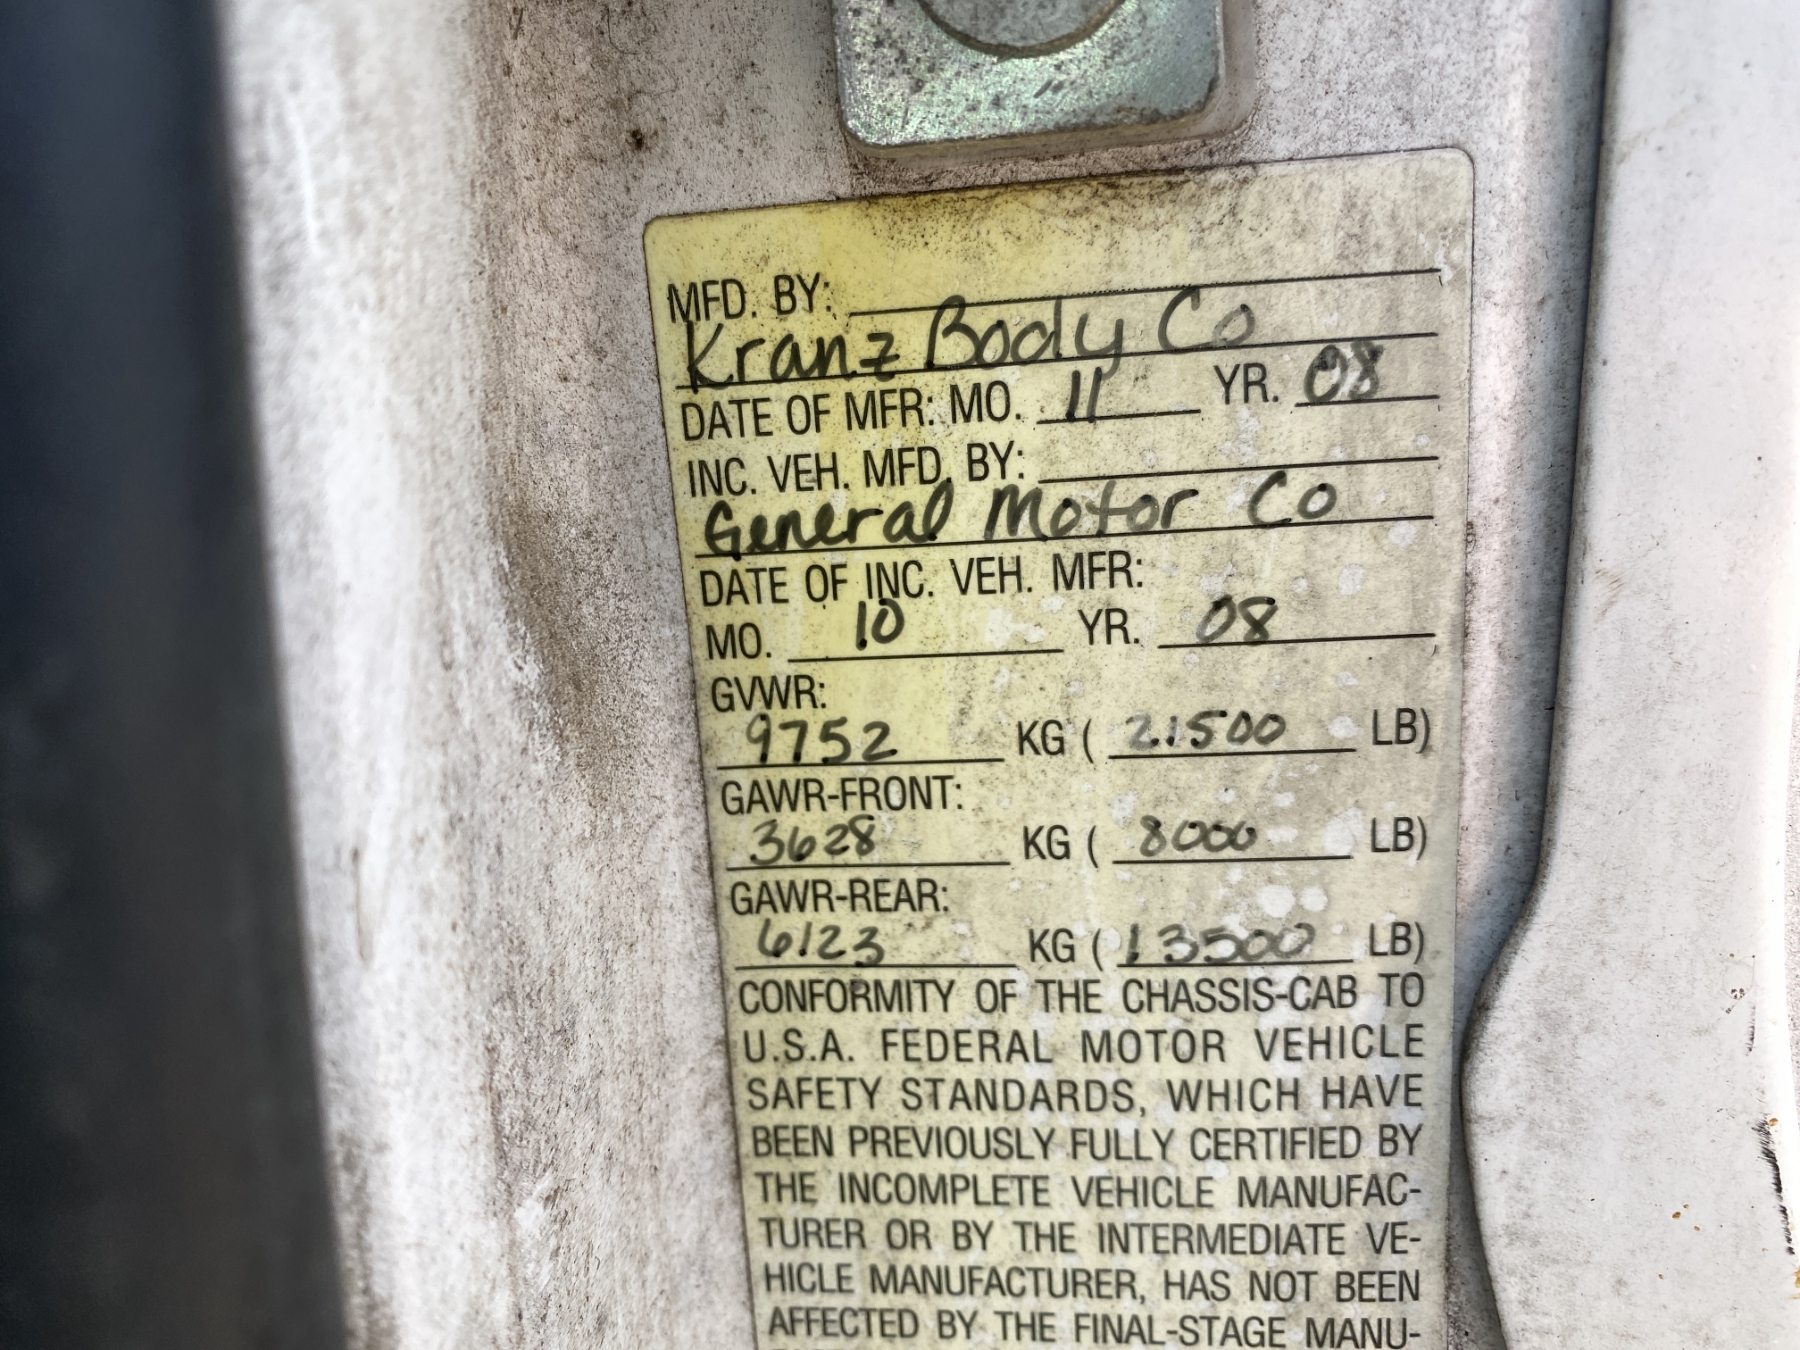 MFD. BY:
Kranz Body Co
DATE OF MFR: MO. 11 YR. 08
INC. VEH. MFD. BY:
General Motor Co
DATE OF INC. VEH. MFR:
MO. 10 YR. 08
GVWR:
9752 KG ( 21500 LB)
GAWR-FRONT:
3628 KG ( 8000 LB)
GAWR-REAR:
6123 KG ( 13500 LB)
CONFORMITY OF THE CHASSIS-CAB TO
U.S.A. FEDERAL MOTOR VEHICLE
SAFETY STANDARDS, WHICH HAVE
BEEN PREVIOUSLY FULLY CERTIFIED BY
THE INCOMPLETE VEHICLE MANUFAC-
TURER OR BY THE INTERMEDIATE VE-
HICLE MANUFACTURER, HAS NOT BEEN
AFFECTED BY THE FINAL-STAGE MANU-